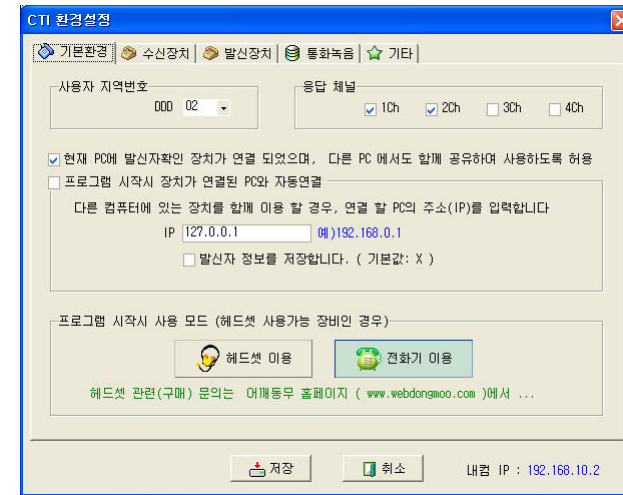 CTI 환경설정
기본환경 수신장치 발신장치 통화녹음 기타
사용자 지역번호
DDD 02
응답 채널
1Ch 2Ch 3Ch 4Ch
현재 PC에 발신자확인 장치가 연결 되었으며, 다른 PC 에서도 함께 공유하여 사용하도록 허용
프로그램 시작시 장치가 연결된 PC와 자동연결
다른 컴퓨터에 있는 장치를 함께 이용 할 경우, 연결 할 PC의 주소(IP)를 입력합니다
IP 127.0.0.1 예)192.168.0.1
발신자 정보를 저장합니다. ( 기본값: X )
프로그램 시작시 사용 모드 (헤드셋 사용가능 장비인 경우)
헤드셋 이용 전화기 이용
헤드셋 관련(구매) 문의는 어깨동무 홈페이지 ( www.webdongmoo.com )에서 ...
저장 취소 내컴 IP : 192.168.10.2